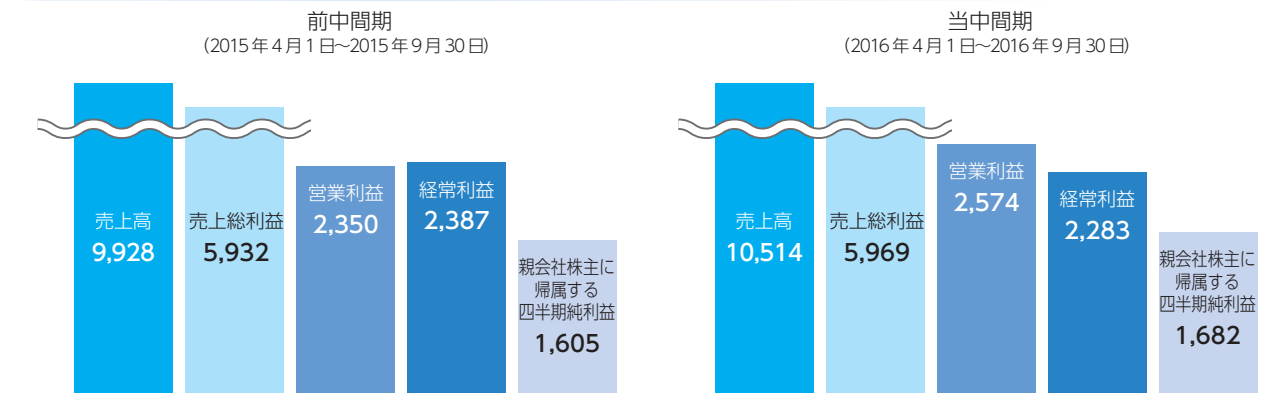 前中間期
（2015年4月1日～2015年9月30日）
売上高
9,928
売上総利益
5,932
営業利益
2,350
経常利益
2,387
親会社株主に
帰属する
四半期純利益
1,605
当中間期
（2016年4月1日～2016年9月30日）
売上高
10,514
売上総利益
5,969
営業利益
2,574
経常利益
2,283
親会社株主に
帰属する
四半期純利益
1,682